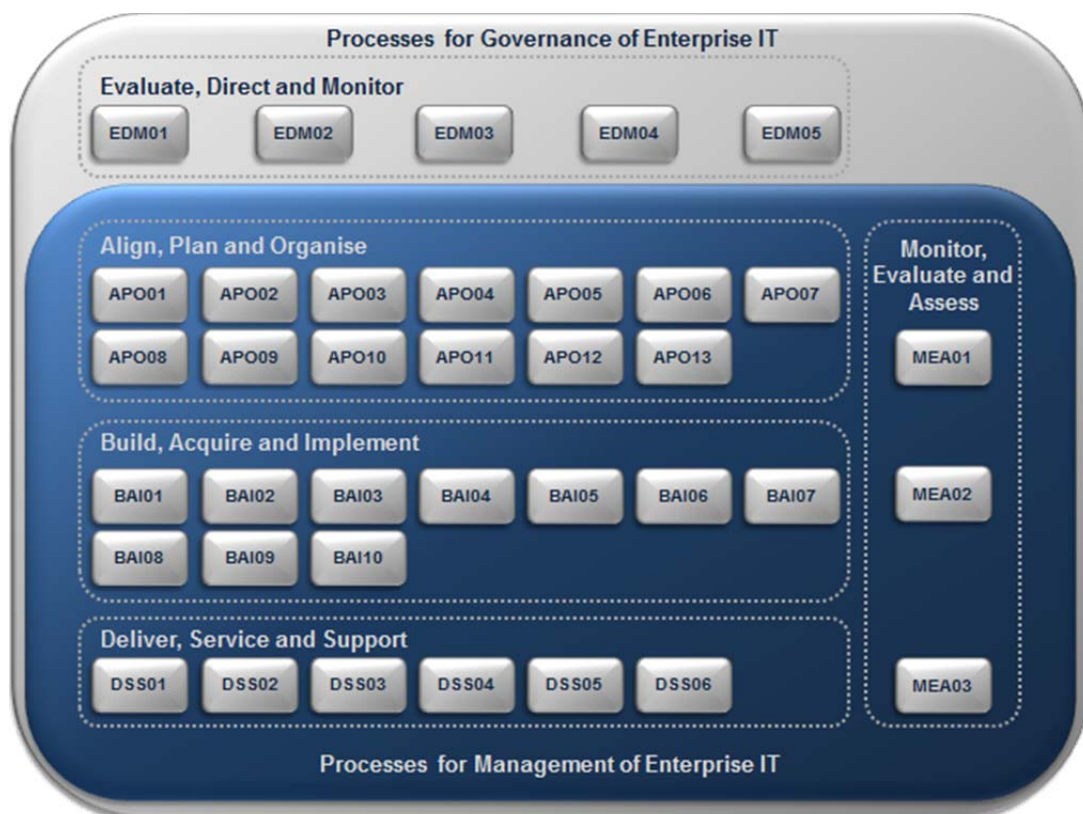 Processes for Governance of Enterprise IT
Evaluate, Direct and Monitor
EDM01 EDM02 EDM03 EDM04 EDM05
Align, Plan and Organise
APO01 APO02 APO03 APO04 APO05 APO06 APO07
APO08 APO09 APO10 APO11 APO12 APO13
Build, Acquire and Implement
BAI01 BAI02 BAI03 BAI04 BAI05 BAI06 BAI07
BAI08 BAI09 BAI10
Deliver, Service and Support
DSS01 DSS02 DSS03 DSS04 DSS05 DSS06
Monitor,
Evaluate and
Assess
MEA01
MEA02
MEA03
Processes for Management of Enterprise IT